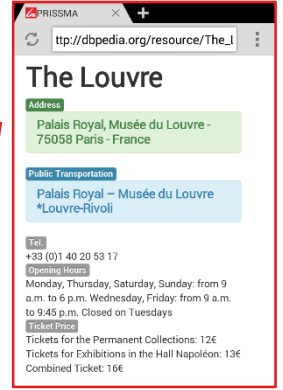 PRISSMA
ttp://dbpedia.org/resource/The_L
The Louvre
Address
Palais Royal, Musée du Louvre -
75058 Paris - France
Public Transportation
Palais Royal – Musée du Louvre
*Louvre-Rivoli
Tel.
+33 (0)1 40 20 53 17
Opening Hours
Monday, Thursday, Saturday, Sunday: from 9
a.m. to 6 p.m. Wednesday, Friday: from 9 a.m.
to 9.45 p.m. Closed on Tuesdays
Ticket Price
Tickets for the Permanent Collections: 12€
Tickets for Exhibitions in the Hall Napoléon: 13€
Combined Ticket: 16€